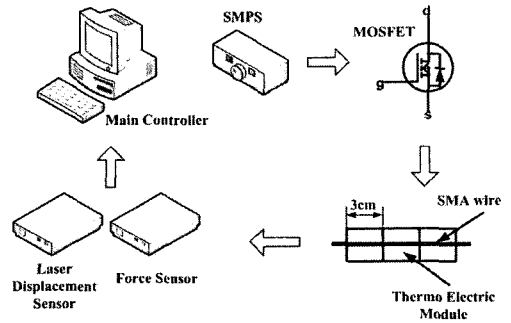 SMPS
MOSFET
d
g
s
Main Controller
3cm
SMA wire
Laser
Displacement
Sensor
Force Sensor
Thermo Electric
Module